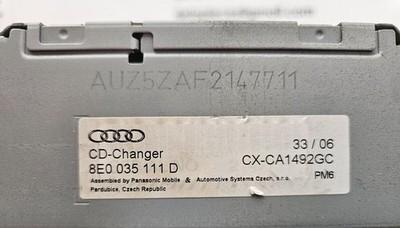 AUZ5ZAF2147711
33 / 06
CD-Changer CX-CA1492GC
8E0 035 111 D
Assembled by Panasonic Mobile & Automotive Systems Czech, s.r.o. PM6
Pardubice, Czech Republic